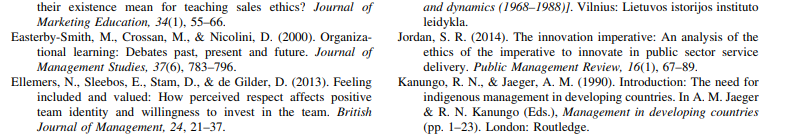 their existence mean for teaching sales ethics? Journal of
Marketing Education, 34(1), 55–66.
Easterby-Smith, M., Crossan, M., & Nicolini, D. (2000). Organiza-
tional learning: Debates past, present and future. Journal of
Management Studies, 37(6), 783–796.
Ellemers, N., Sleebos, E., Stam, D., & de Gilder, D. (2013). Feeling
included and valued: How perceived respect affects positive
team identity and willingness to invest in the team. British
Journal of Management, 24, 21–37.
and dynamics (1968–1988)]. Vilnius: Lietuvos istorijos instituto
leidykla.
Jordan, S. R. (2014). The innovation imperative: An analysis of the
ethics of the imperative to innovate in public sector service
delivery. Public Management Review, 16(1), 67–89.
Kanungo, R. N., & Jaeger, A. M. (1990). Introduction: The need for
indigenous management in developing countries. In A. M. Jaeger
& R. N. Kanungo (Eds.), Management in developing countries
(pp. 1–23). London: Routledge.